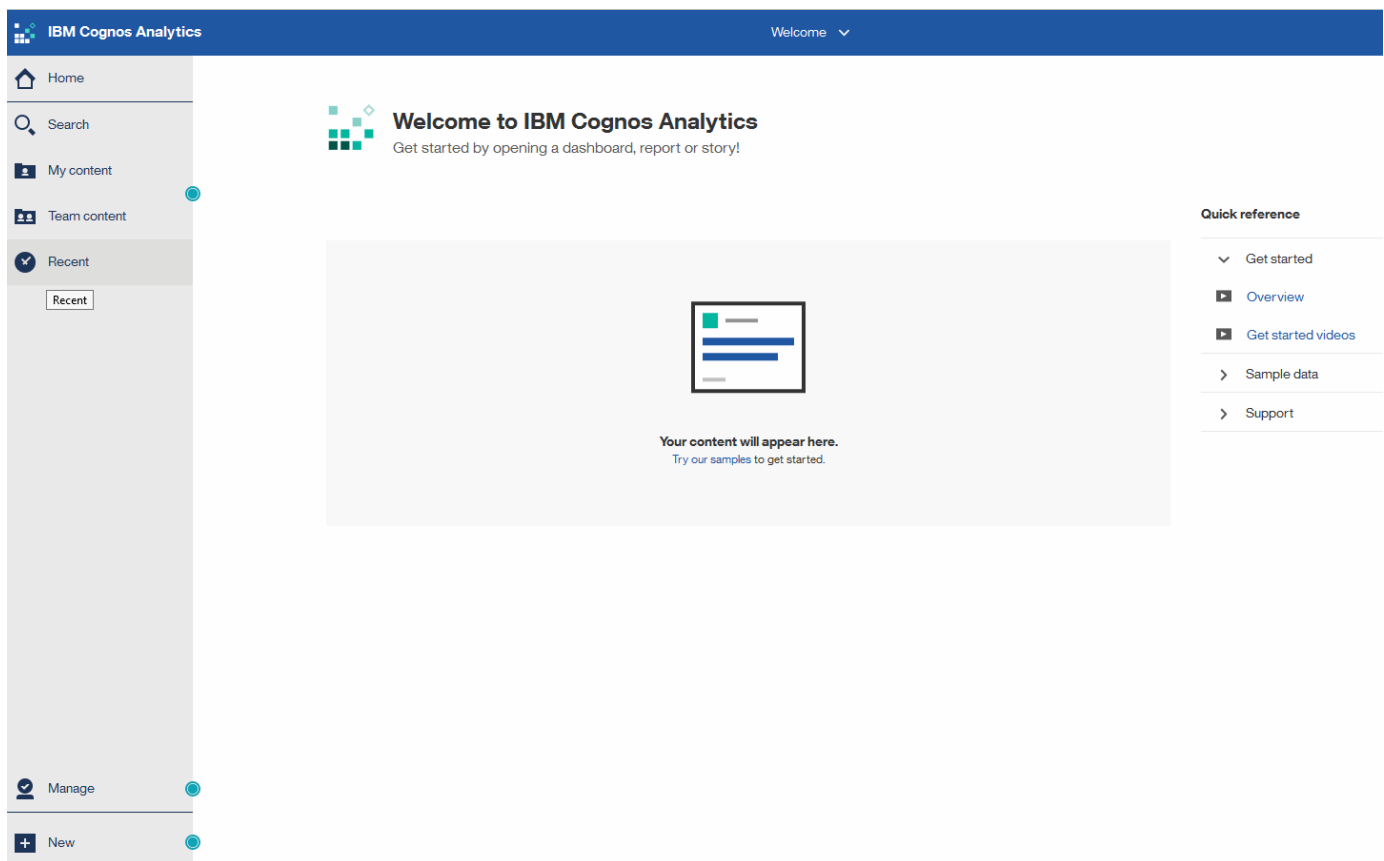 IBM Cognos Analytics
Welcome
Home
Search
My content
Team content
Recent
Recent
Manage
New
Welcome to IBM Cognos Analytics
Get started by opening a dashboard, report or story!
Your content will appear here.
Try our samples to get started.
Quick reference
Get started
Overview
Get started videos
Sample data
Support